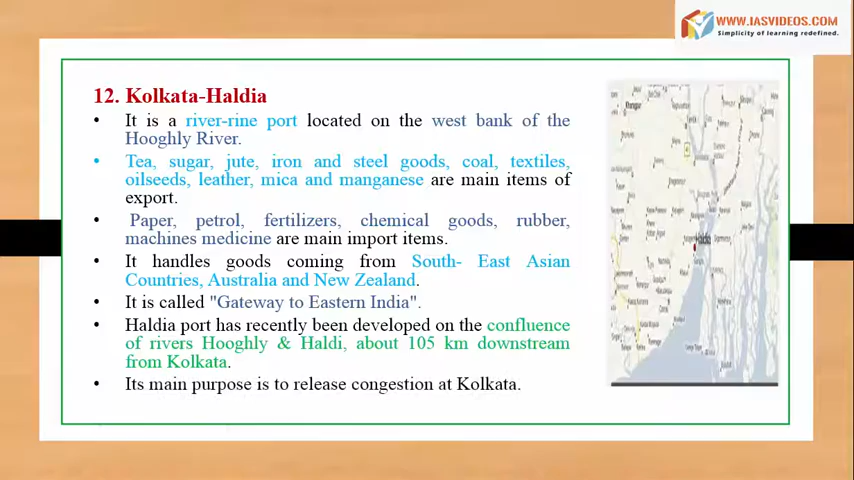 WWW.IASVIDEOS.COM
Simplicity of learning redefined.
12. Kolkata-Haldia
• It is a river-rine port located on the west bank of the
Hooghly River.
• Tea, sugar, jute, iron and steel goods, coal, textiles,
oilseeds, leather, mica and manganese are main items of
export.
• Paper, petrol, fertilizers, chemical goods, rubber,
machines medicine are main import items.
• It handles goods coming from South- East Asian
Countries, Australia and New Zealand.
• It is called "Gateway to Eastern India".
• Haldia port has recently been developed on the confluence
of rivers Hooghly & Haldi, about 105 km downstream
from Kolkata.
• Its main purpose is to release congestion at Kolkata.
Haldia